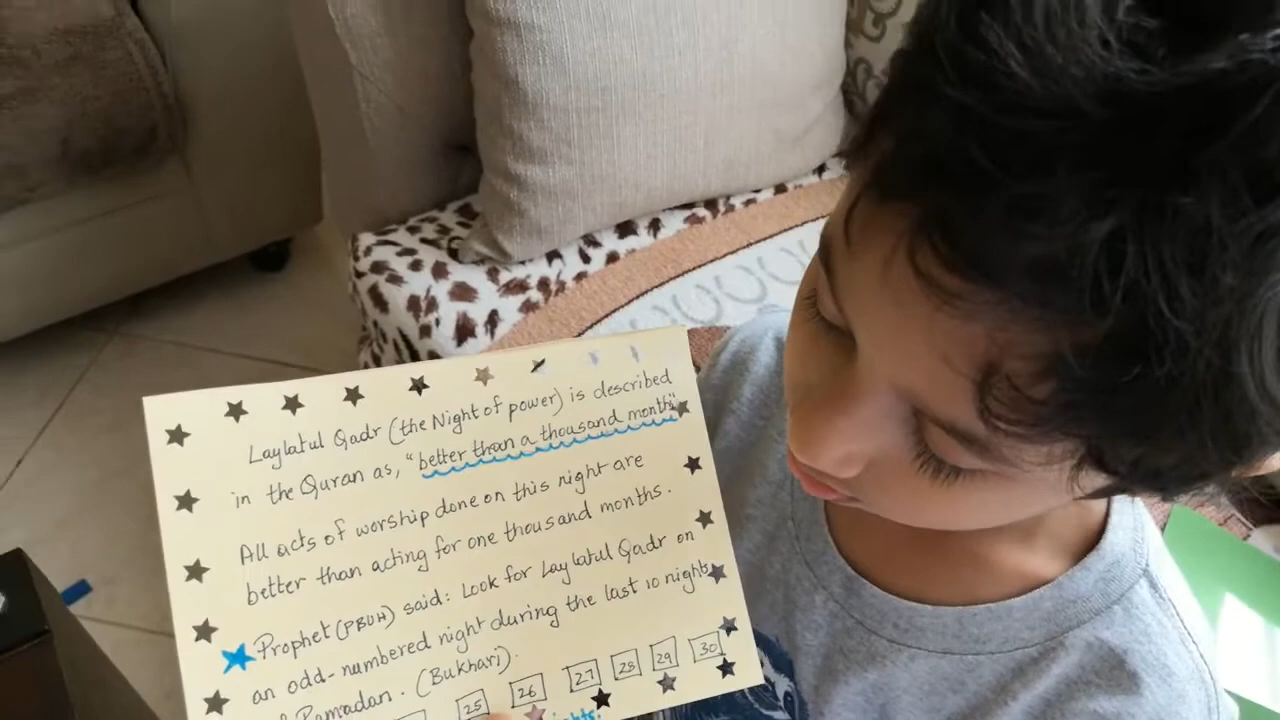 Laylatul Qadr (the Night of power) is described
in the Quran as, "better than a thousand months"
All acts of worship done on this night are
better than acting for one thousand months.
Prophet (PBUH) said: Look for Laylatul Qadr on
an odd-numbered night during the last 10 nights
Ramadan. (Bukhari).
25 26 27 28 29 30